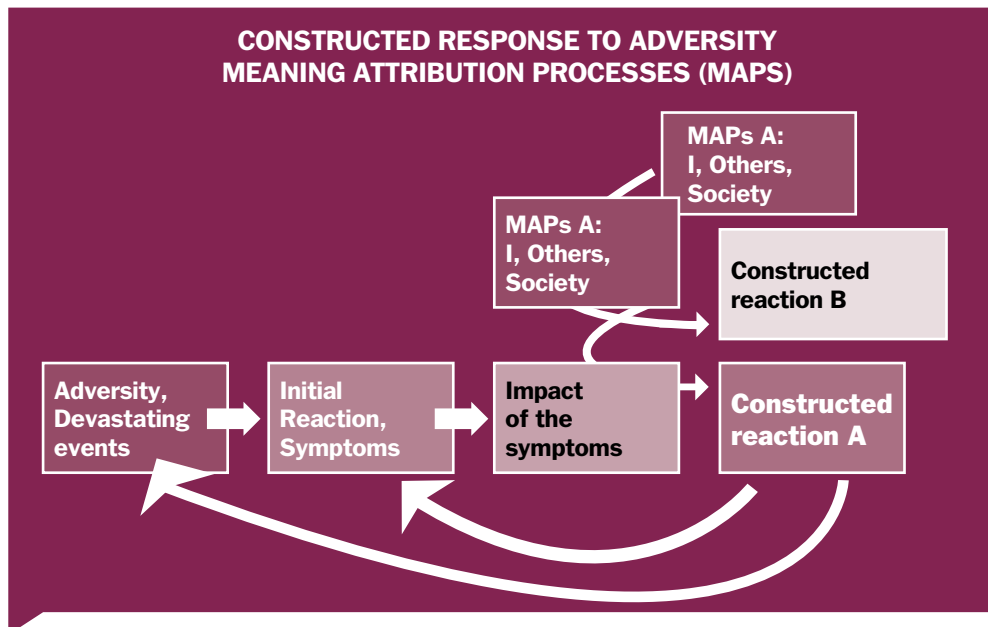 CONSTRUCTED RESPONSE TO ADVERSITY
MEANING ATTRIBUTION PROCESSES (MAPS)
MAPs A:
I, Others,
Society
MAPs A:
I, Others,
Society
Constructed
reaction B
Adversity,
Devastating
events
Initial
Reaction,
Symptoms
Impact
of the
symptoms
Constructed
reaction A